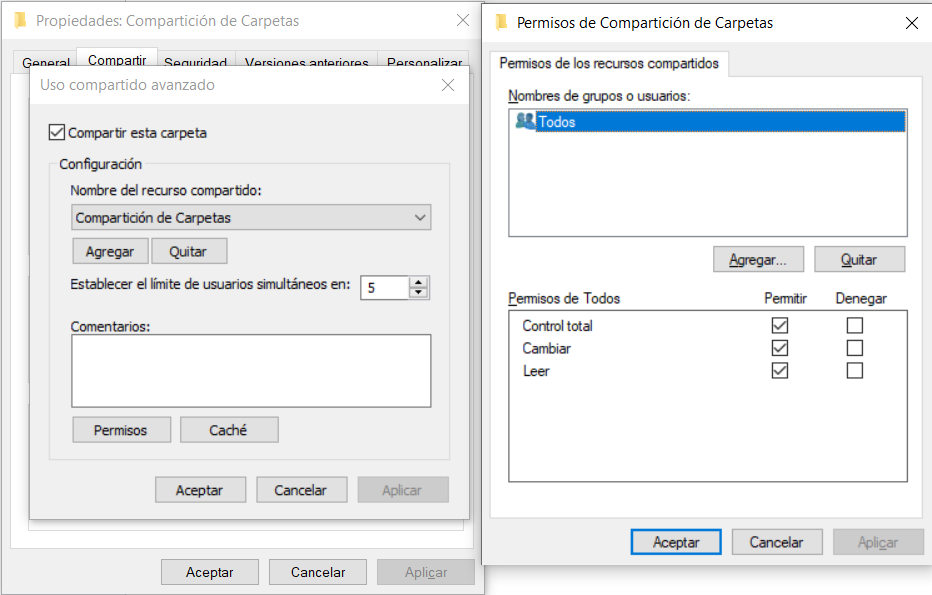 Propiedades: Compartición de Carpetas
General Compartir Seguridad Versiones anteriores Personalizar
Uso compartido avanzado
Compartir esta carpeta
Configuración
Nombre del recurso compartido:
Compartición de Carpetas
Agregar Quitar
Establecer el límite de usuarios simultáneos en: 5
Comentarios:
Permisos Caché
Aceptar Cancelar Aplicar
Aceptar Cancelar Aplicar
Permisos de Compartición de Carpetas
Permisos de los recursos compartidos
Nombres de grupos o usuarios:
Todos
Agregar... Quitar
Permisos de Todos Permitir Denegar
Control total
Cambiar
Leer
Aceptar Cancelar Aplicar